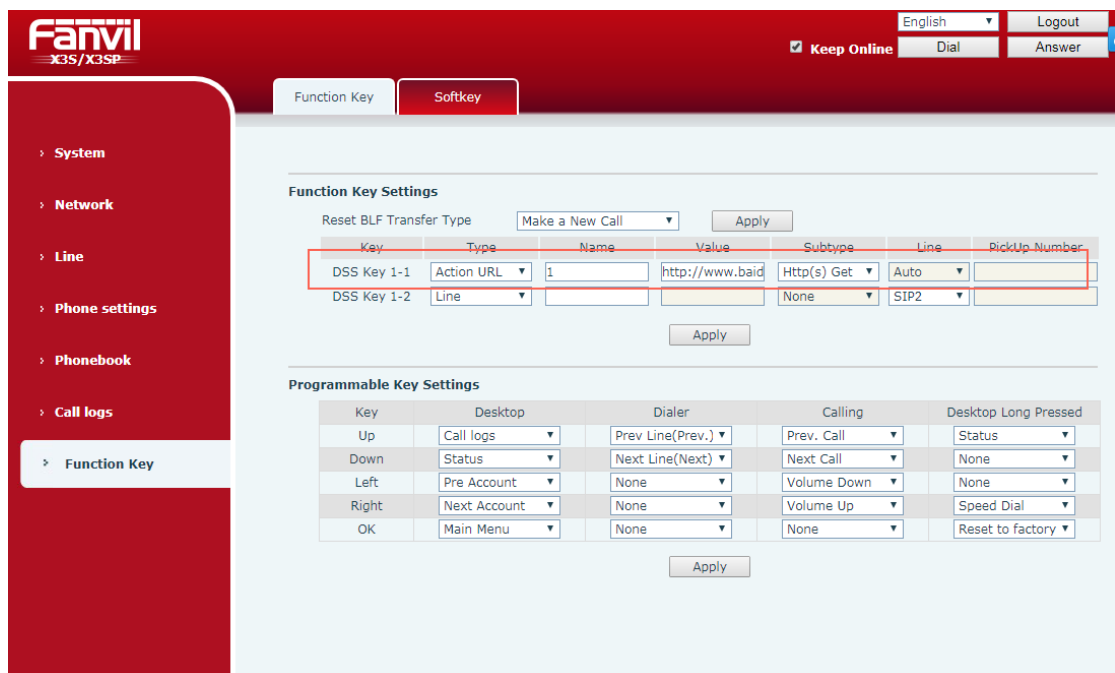 Fanvil
X3S/X3SP
English Logout
Keep Online Dial Answer
Function Key Softkey
System
Network
Line
Phone settings
Phonebook
Call logs
Function Key
Function Key Settings
Reset BLF Transfer Type Make a New Call Apply
Key Type Name Value Subtype Line PickUp Number
DSS Key 1-1 Action URL 1 http://www.baid Http(s) Get Auto
DSS Key 1-2 Line None SIP2
Apply
Programmable Key Settings
Key Desktop Dialer Calling Desktop Long Pressed
Up Call logs Prev Line(Prev.) Prev. Call Status
Down Status Next Line(Next) Next Call None
Left Pre Account None Volume Down None
Right Next Account None Volume Up Speed Dial
OK Main Menu None None Reset to factory
Apply